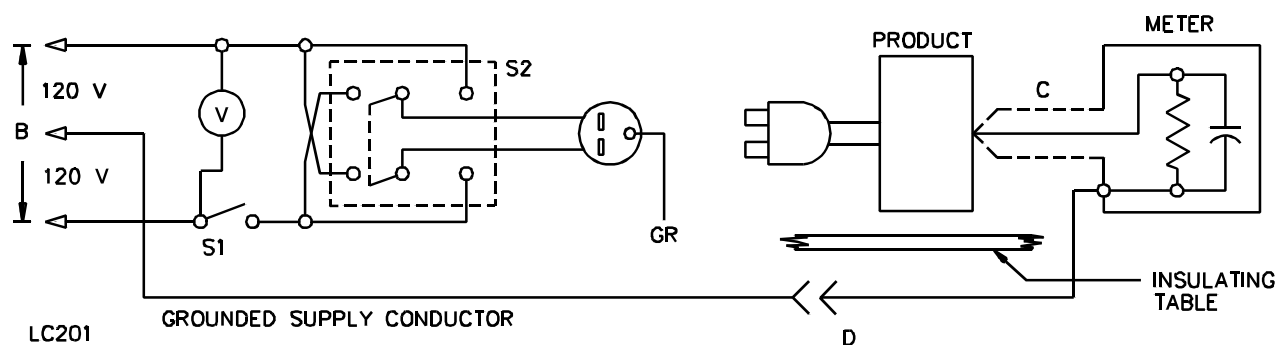 METER
PRODUCT
S2
C
120 V
V
B
120 V
S1
GR
INSULATING
TABLE
GROUNDED SUPPLY CONDUCTOR
LC201
D